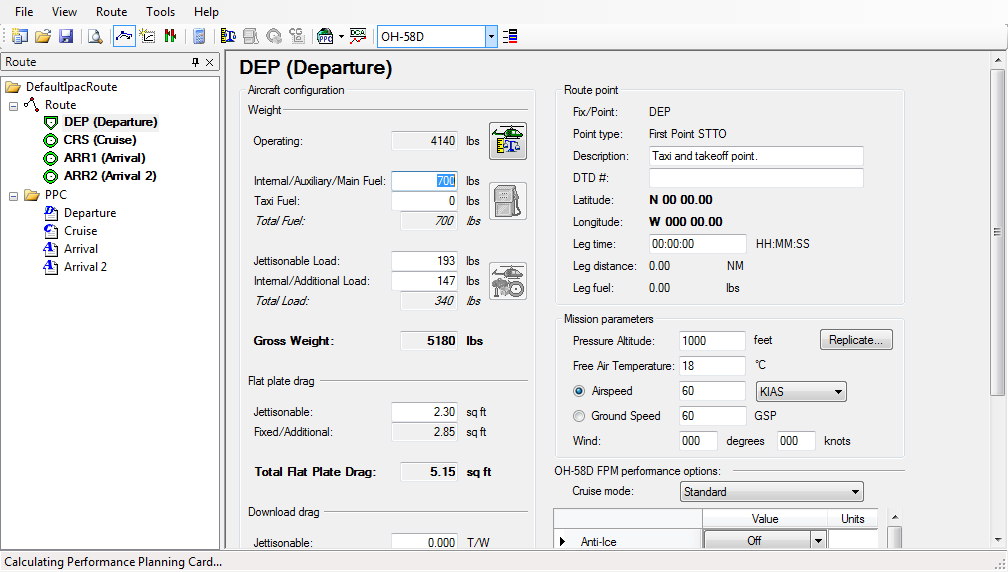 File View Route Tools Help
PPC DOA OH-58D
Route
DefaultIpacRoute
Route
DEP (Departure)
CRS (Cruise)
ARR1 (Arrival)
ARR2 (Arrival 2)
PPC
Departure
Cruise
Arrival
Arrival 2
DEP (Departure)
Aircraft configuration
Weight
Operating: 4140 lbs
Internal/Auxiliary/Main Fuel: 700 lbs
Taxi Fuel: 0 lbs
Total Fuel: 700 lbs
Jettisonable Load: 193 lbs
Internal/Additional Load: 147 lbs
Total Load: 340 lbs
Gross Weight: 5180 lbs
Flat plate drag
Jettisonable: 2.30 sq ft
Fixed/Additional: 2.85 sq ft
Total Flat Plate Drag: 5.15 sq ft
Download drag
Jettisonable: 0.000 T/W
Route point
Fix/Point: DEP
Point type: First Point STTO
Description: Taxi and takeoff point.
DTD #:
Latitude: N 00 00.00
Longitude: W 000 00.00
Leg time: 00:00:00 HH:MM:SS
Leg distance: 0.00 NM
Leg fuel: 0.00 lbs
Mission parameters
Pressure Altitude: 1000 feet Replicate...
Free Air Temperature: 18 °C
Airspeed 60 KIAS
Ground Speed 60 GSP
Wind: 000 degrees 000 knots
OH-58D FPM performance options:
Cruise mode: Standard
Value Units
Anti-Ice Off
Calculating Performance Planning Card...